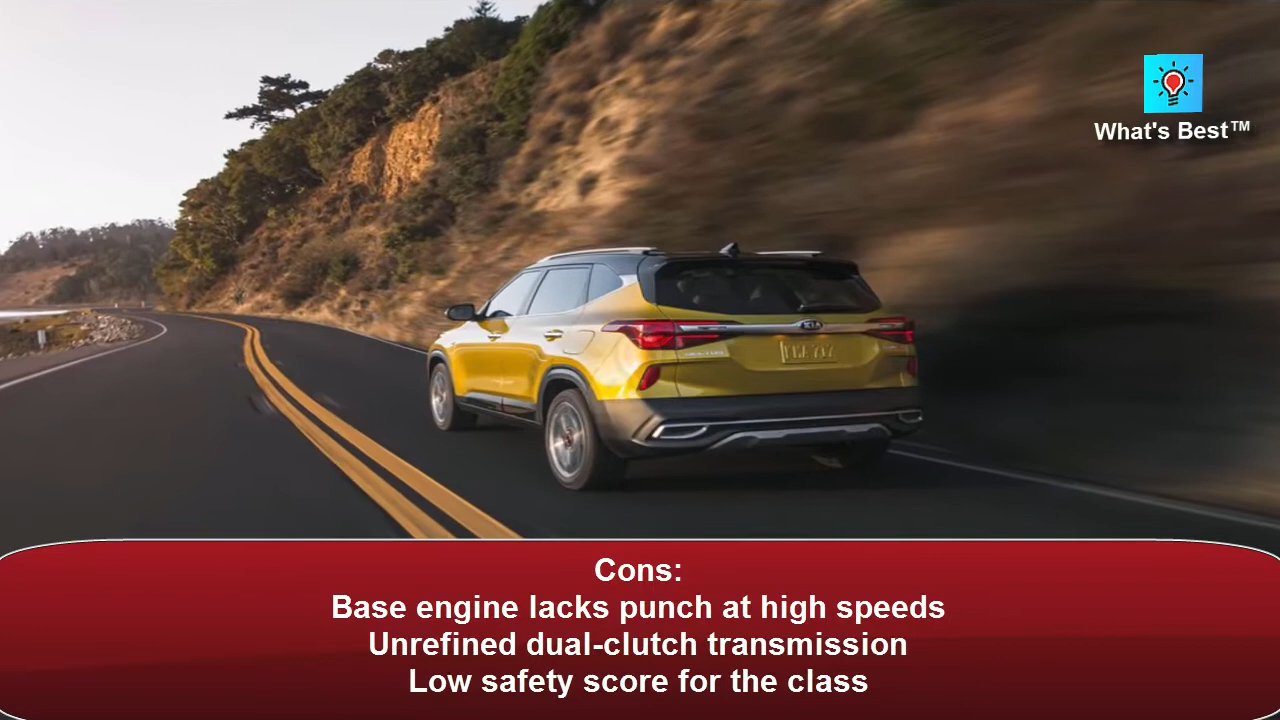 What's Best™
KIA
Cons:
Base engine lacks punch at high speeds
Unrefined dual-clutch transmission
Low safety score for the class